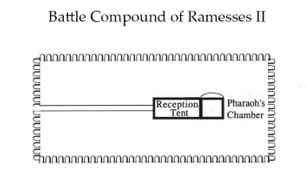 Battle Compound of Ramesses II
Reception
Tent
Pharaoh's
Chamber